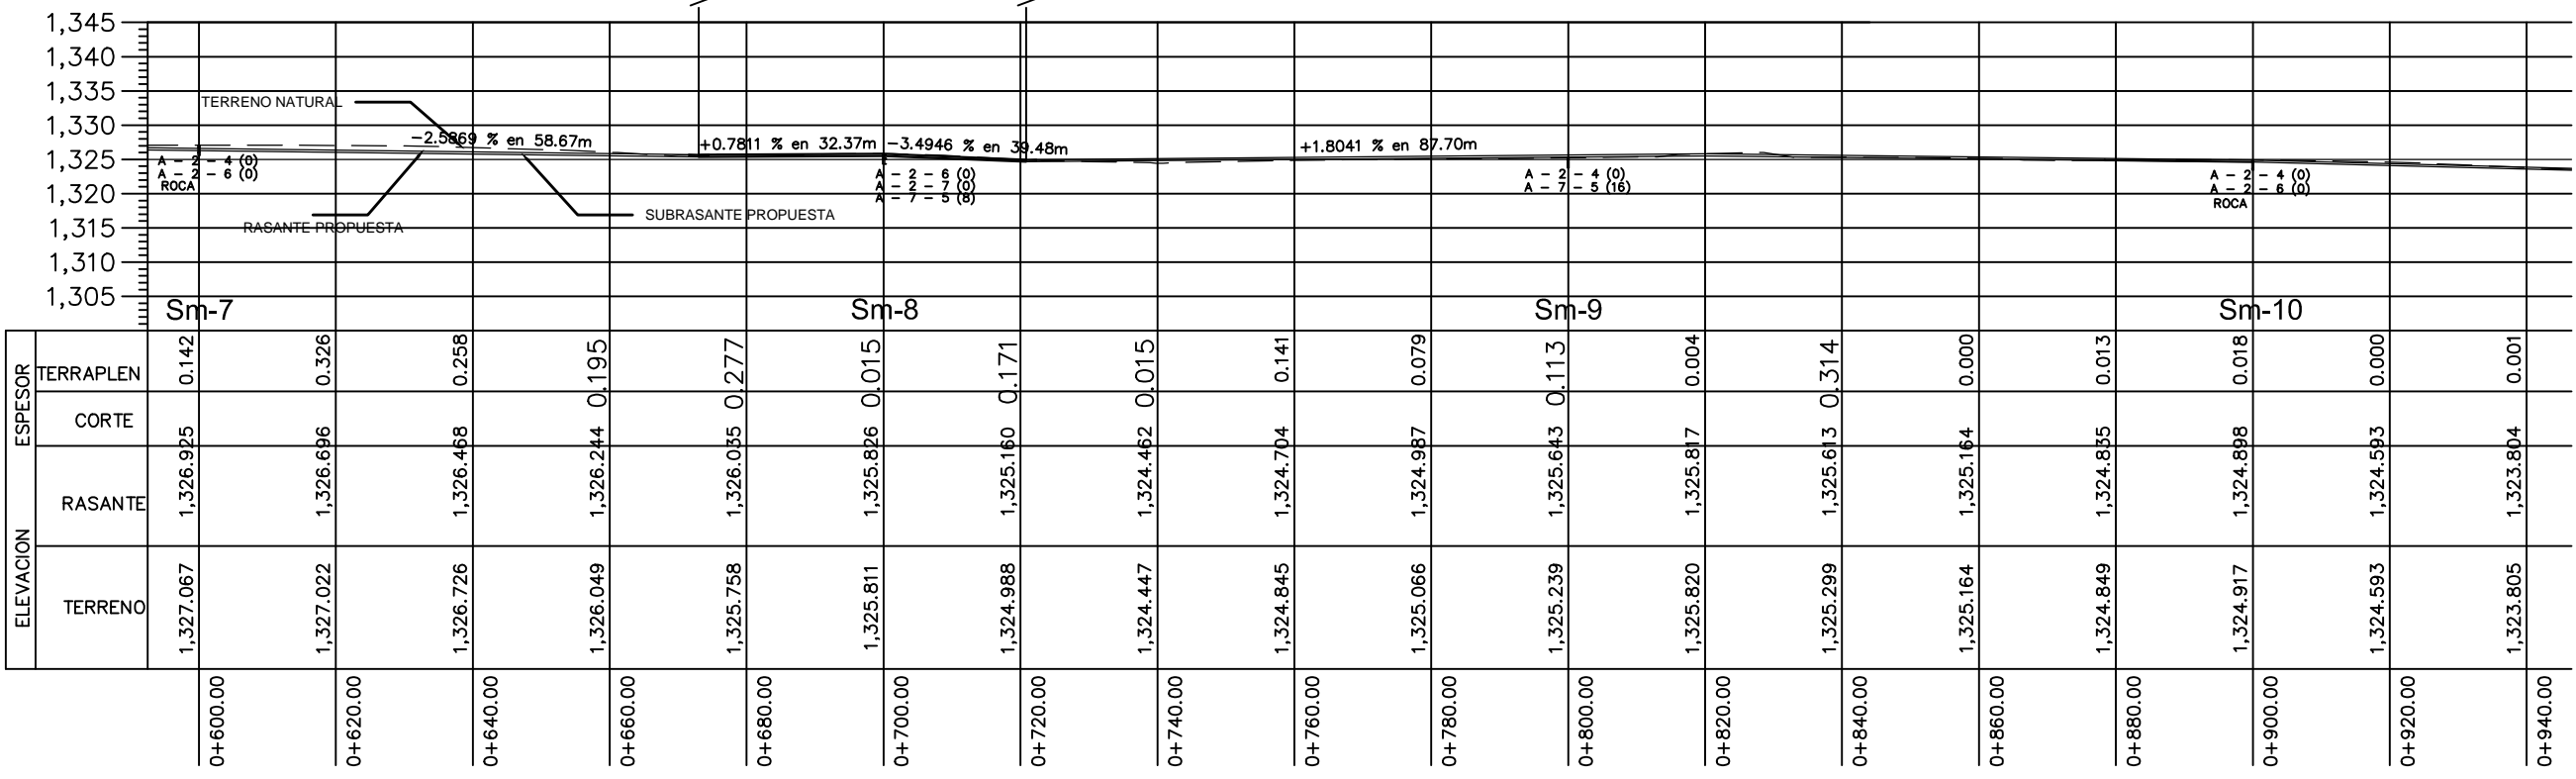 1,345
1,340
1,335
1,330
1,325
1,320
1,315
1,310
1,305
TERRENO NATURAL
-2.5869 % en 58.67m
+0.7811 % en 32.37m
-3.4946 % en 39.48m
+1.8041 % en 87.70m
A - 2 - 4 (0)
A - 2 - 6 (0)
ROCA
A - 2 - 6 (0)
A - 2 - 7 (0)
A - 7 - 5 (8)
A - 2 - 4 (0)
A - 7 - 5 (16)
A - 2 - 4 (0)
A - 2 - 6 (0)
ROCA
RASANTE PROPUESTA
SUBRASANTE PROPUESTA
Sm-7
Sm-8
Sm-9
Sm-10
ESPESOR
TERRAPLEN
0.142
0.326
0.258
0.195
0.277
0.015
0.171
0.015
0.141
0.079
0.113
0.004
0.314
0.000
0.013
0.018
0.000
0.001
CORTE
ELEVACION
RASANTE
1,326.925
1,326.696
1,326.468
1,326.244
1,326.035
1,325.826
1,325.160
1,324.462
1,324.704
1,324.987
1,325.643
1,325.817
1,325.613
1,325.164
1,324.835
1,324.898
1,324.593
1,323.804
TERRENO
1,327.067
1,327.022
1,326.726
1,326.049
1,325.758
1,325.811
1,324.988
1,324.447
1,324.845
1,325.066
1,325.239
1,325.820
1,325.299
1,325.164
1,324.849
1,324.917
1,324.593
1,323.805
0+600.00
0+620.00
0+640.00
0+660.00
0+680.00
0+700.00
0+720.00
0+740.00
0+760.00
0+780.00
0+800.00
0+820.00
0+840.00
0+860.00
0+880.00
0+900.00
0+920.00
0+940.00